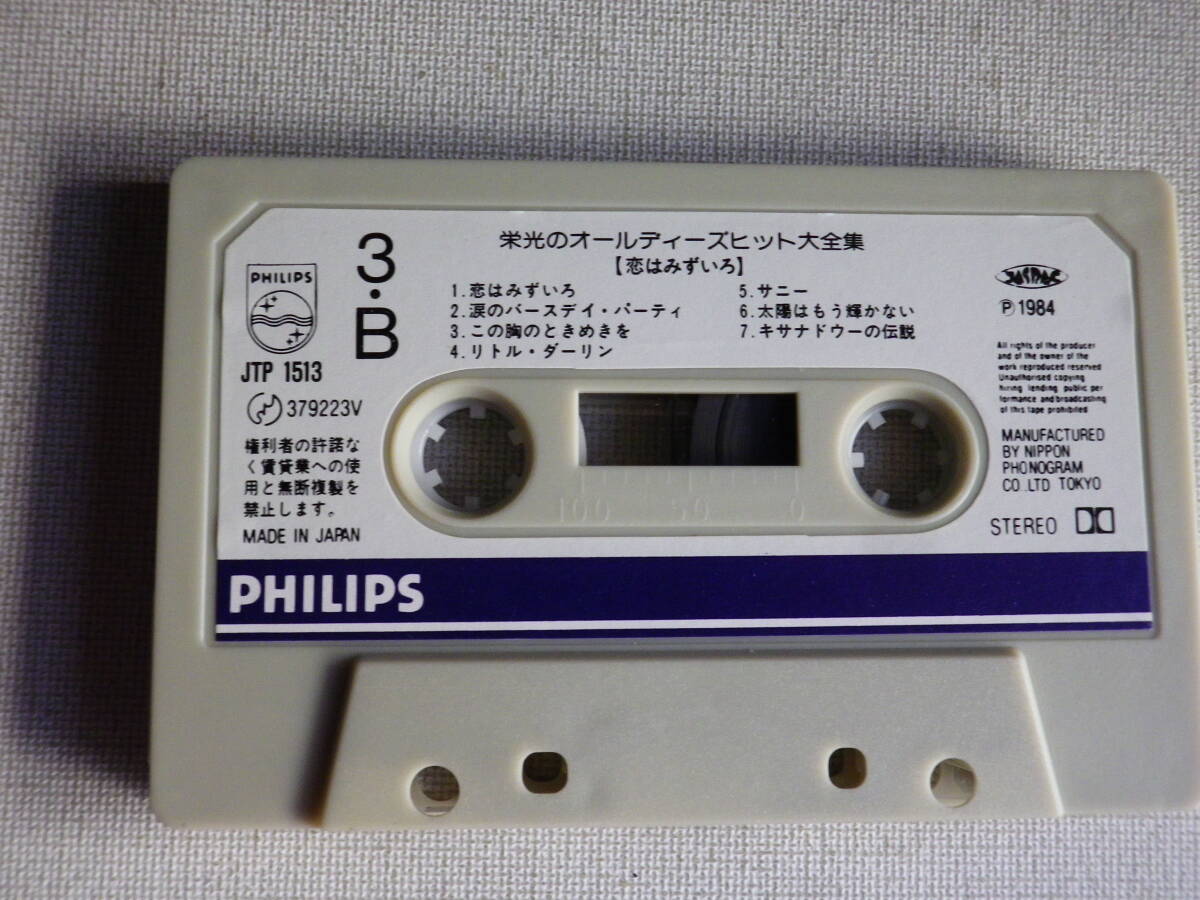 栄光のオールディーズヒット大全集
【恋はみずいろ】
3・B
1.恋はみずいろ
2.涙のバースデイ・パーティ
3.この胸のときめきを
4.リトル・ダーリン
5.サニー
6.太陽はもう輝かない
7.キサナドゥーの伝説
PHILIPS
JTP 1513
379223V
権利者の許諾な
く賃貸業への使
用と無断複製を
禁止します。
MADE IN JAPAN
JASRAC
℗1984
All rights of the producer
and of the owner of the
work reproduced reserved
Unauthorised copying
hiring, lending, public per
formance and broadcasting
of this tape prohibited
MANUFACTURED
BY NIPPON
PHONOGRAM
CO.,LTD TOKYO
STEREO
100 50 0
PHILIPS